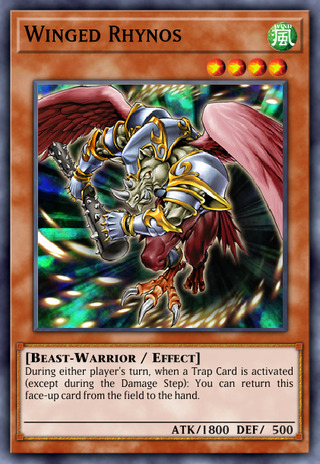 Winged Rhynos
WIND
風
[Beast-Warrior / Effect]
During either player's turn, when a Trap Card is activated
(except during the Damage Step): You can return this
face-up card from the field to the hand.
ATK/1800 DEF/ 500